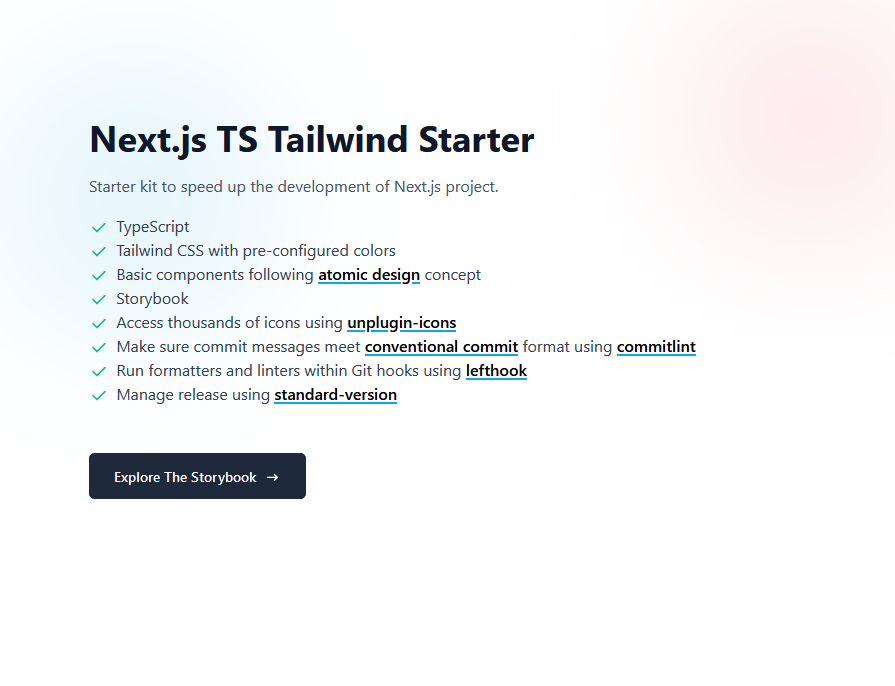 Next.js TS Tailwind Starter
Starter kit to speed up the development of Next.js project.
TypeScript
Tailwind CSS with pre-configured colors
Basic components following atomic design concept
Storybook
Access thousands of icons using unplugin-icons
Make sure commit messages meet conventional commit format using commitlint
Run formatters and linters within Git hooks using lefthook
Manage release using standard-version
Explore The Storybook →